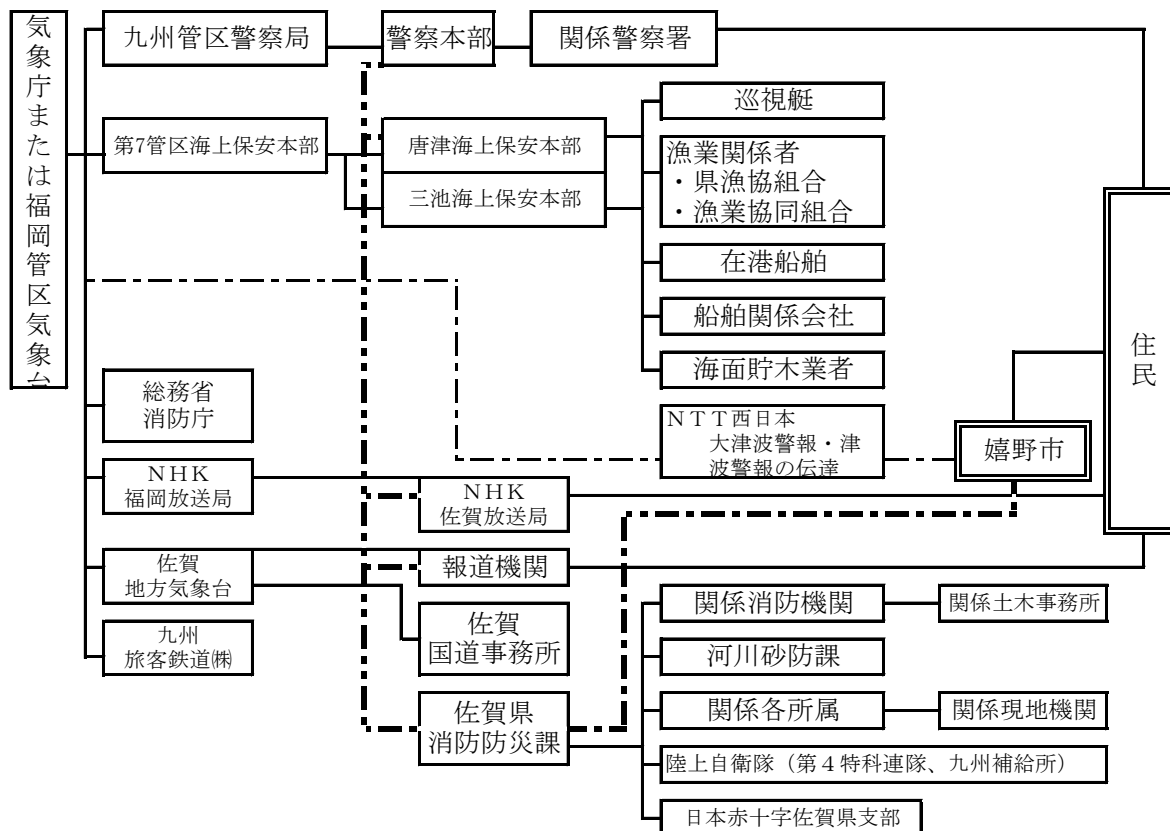 気象庁または福岡管区気象台
九州管区警察局
警察本部
関係警察署
第7管区海上保安本部
唐津海上保安本部
三池海上保安本部
巡視艇
漁業関係者
・県漁協組合
・漁業協同組合
在港船舶
船舶関係会社
海面貯木業者
住民
総務省
消防庁
NTT西日本
大津波警報・津
波警報の伝達
嬉野市
NHK
福岡放送局
NHK
佐賀放送局
佐賀
地方気象台
報道機関
佐賀
国道事務所
九州
旅客鉄道㈱
佐賀県
消防防災課
関係消防機関
関係土木事務所
河川砂防課
関係各所属
関係現地機関
陸上自衛隊（第４特科連隊、九州補給所）
日本赤十字佐賀県支部